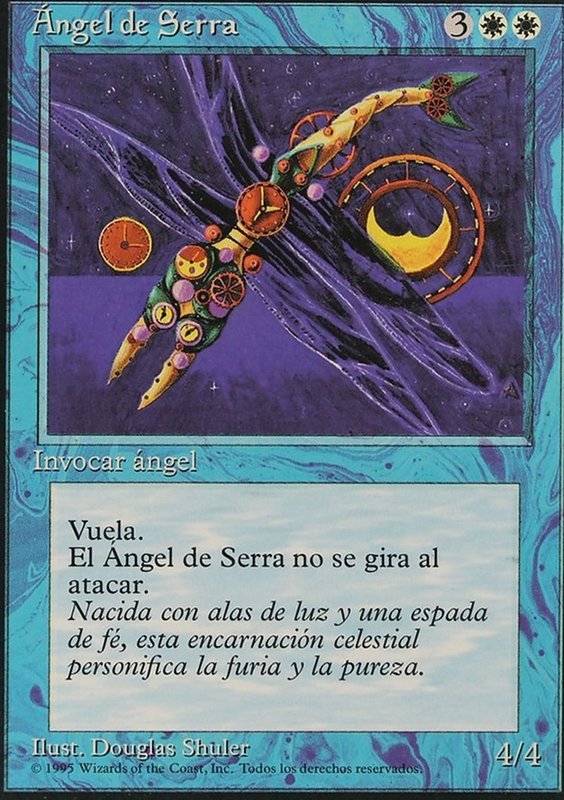 Ángel de Serra 3
Invocar ángel
Vuela.
El Ángel de Serra no se gira al
atacar.
Nacida con alas de luz y una espada
de fé, esta encarnación celestial
personifica la furia y la pureza.
Ilust. Douglas Shuler
4/4
© 1995 Wizards of the Coast, Inc. Todos los derechos reservados.